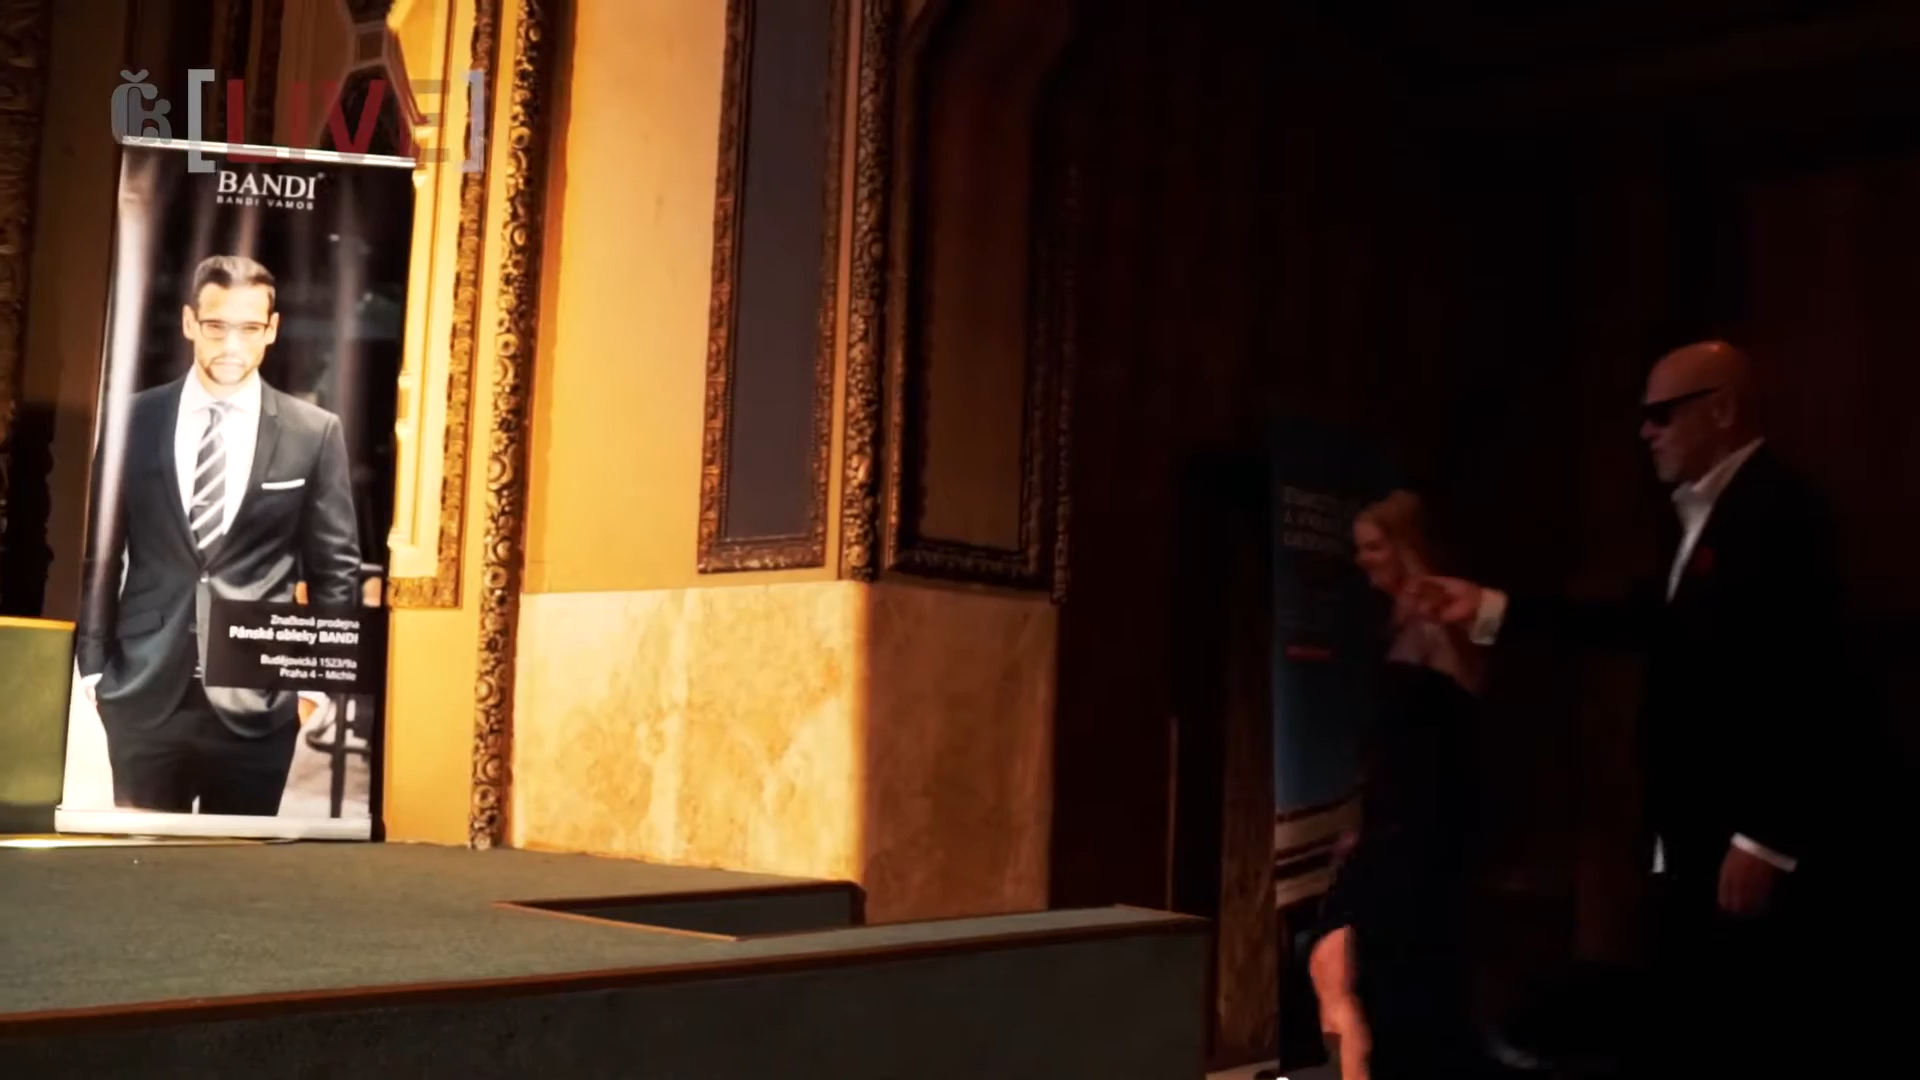 [LIVE]
BANDI
BANDI VAMOS
Značková prodejna
Pánské obleky BANDI
Budějovická 1523/9a
Praha 4 – Michle